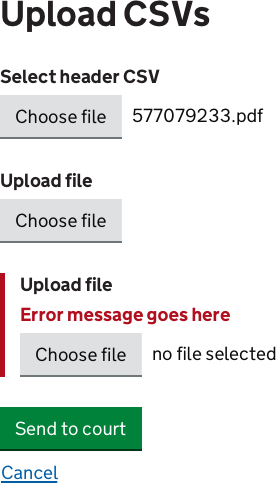 Upload CSVs
Select header CSV
Choose file 577079233.pdf
Upload file
Choose file
Upload file
Error message goes here
Choose file no file selected
Send to court
Cancel